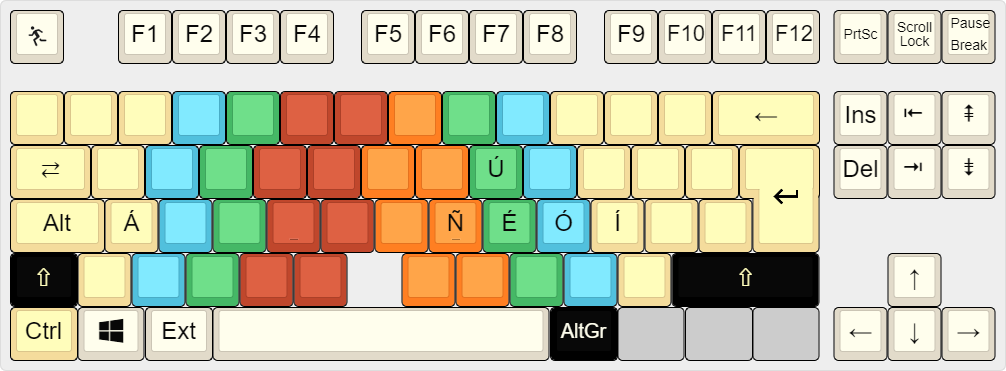 F1 F2 F3 F4 F5 F6 F7 F8 F9 F10 F11 F12 PrtSc Scroll Lock Pause Break
← Ins ⇤ ⇞
⇄ Ú Del ⇥ ⇟
Alt Á _ Ñ É Ó Í ↵
⇧ ⇧ ↑
Ctrl Ext AltGr ← ↓ →